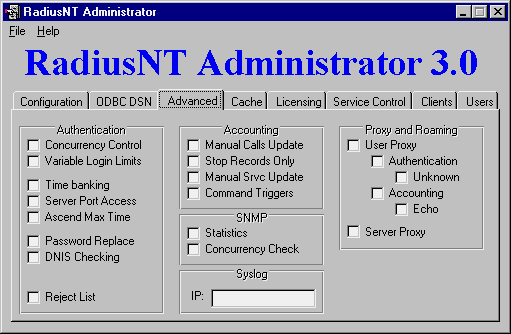 RadiusNT Administrator
File Help
RadiusNT Administrator 3.0
Configuration ODBC DSN Advanced Cache Licensing Service Control Clients Users
Authentication
Concurrency Control
Variable Login Limits
Time banking
Server Port Access
Ascend Max Time
Password Replace
DNIS Checking
Reject List
Accounting
Manual Calls Update
Stop Records Only
Manual Srvc Update
Command Triggers
SNMP
Statistics
Concurrency Check
Syslog
IP:
Proxy and Roaming
User Proxy
Authentication
Unknown
Accounting
Echo
Server Proxy